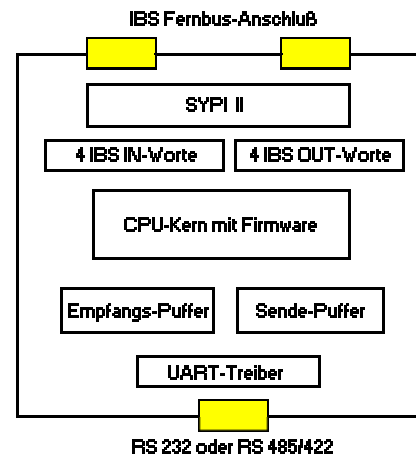 IBS Fernbus-Anschluß
SYPI II
4 IBS IN-Worte
4 IBS OUT-Worte
CPU-Kern mit Firmware
Empfangs-Puffer
Sende-Puffer
UART-Treiber
RS 232 oder RS 485/422